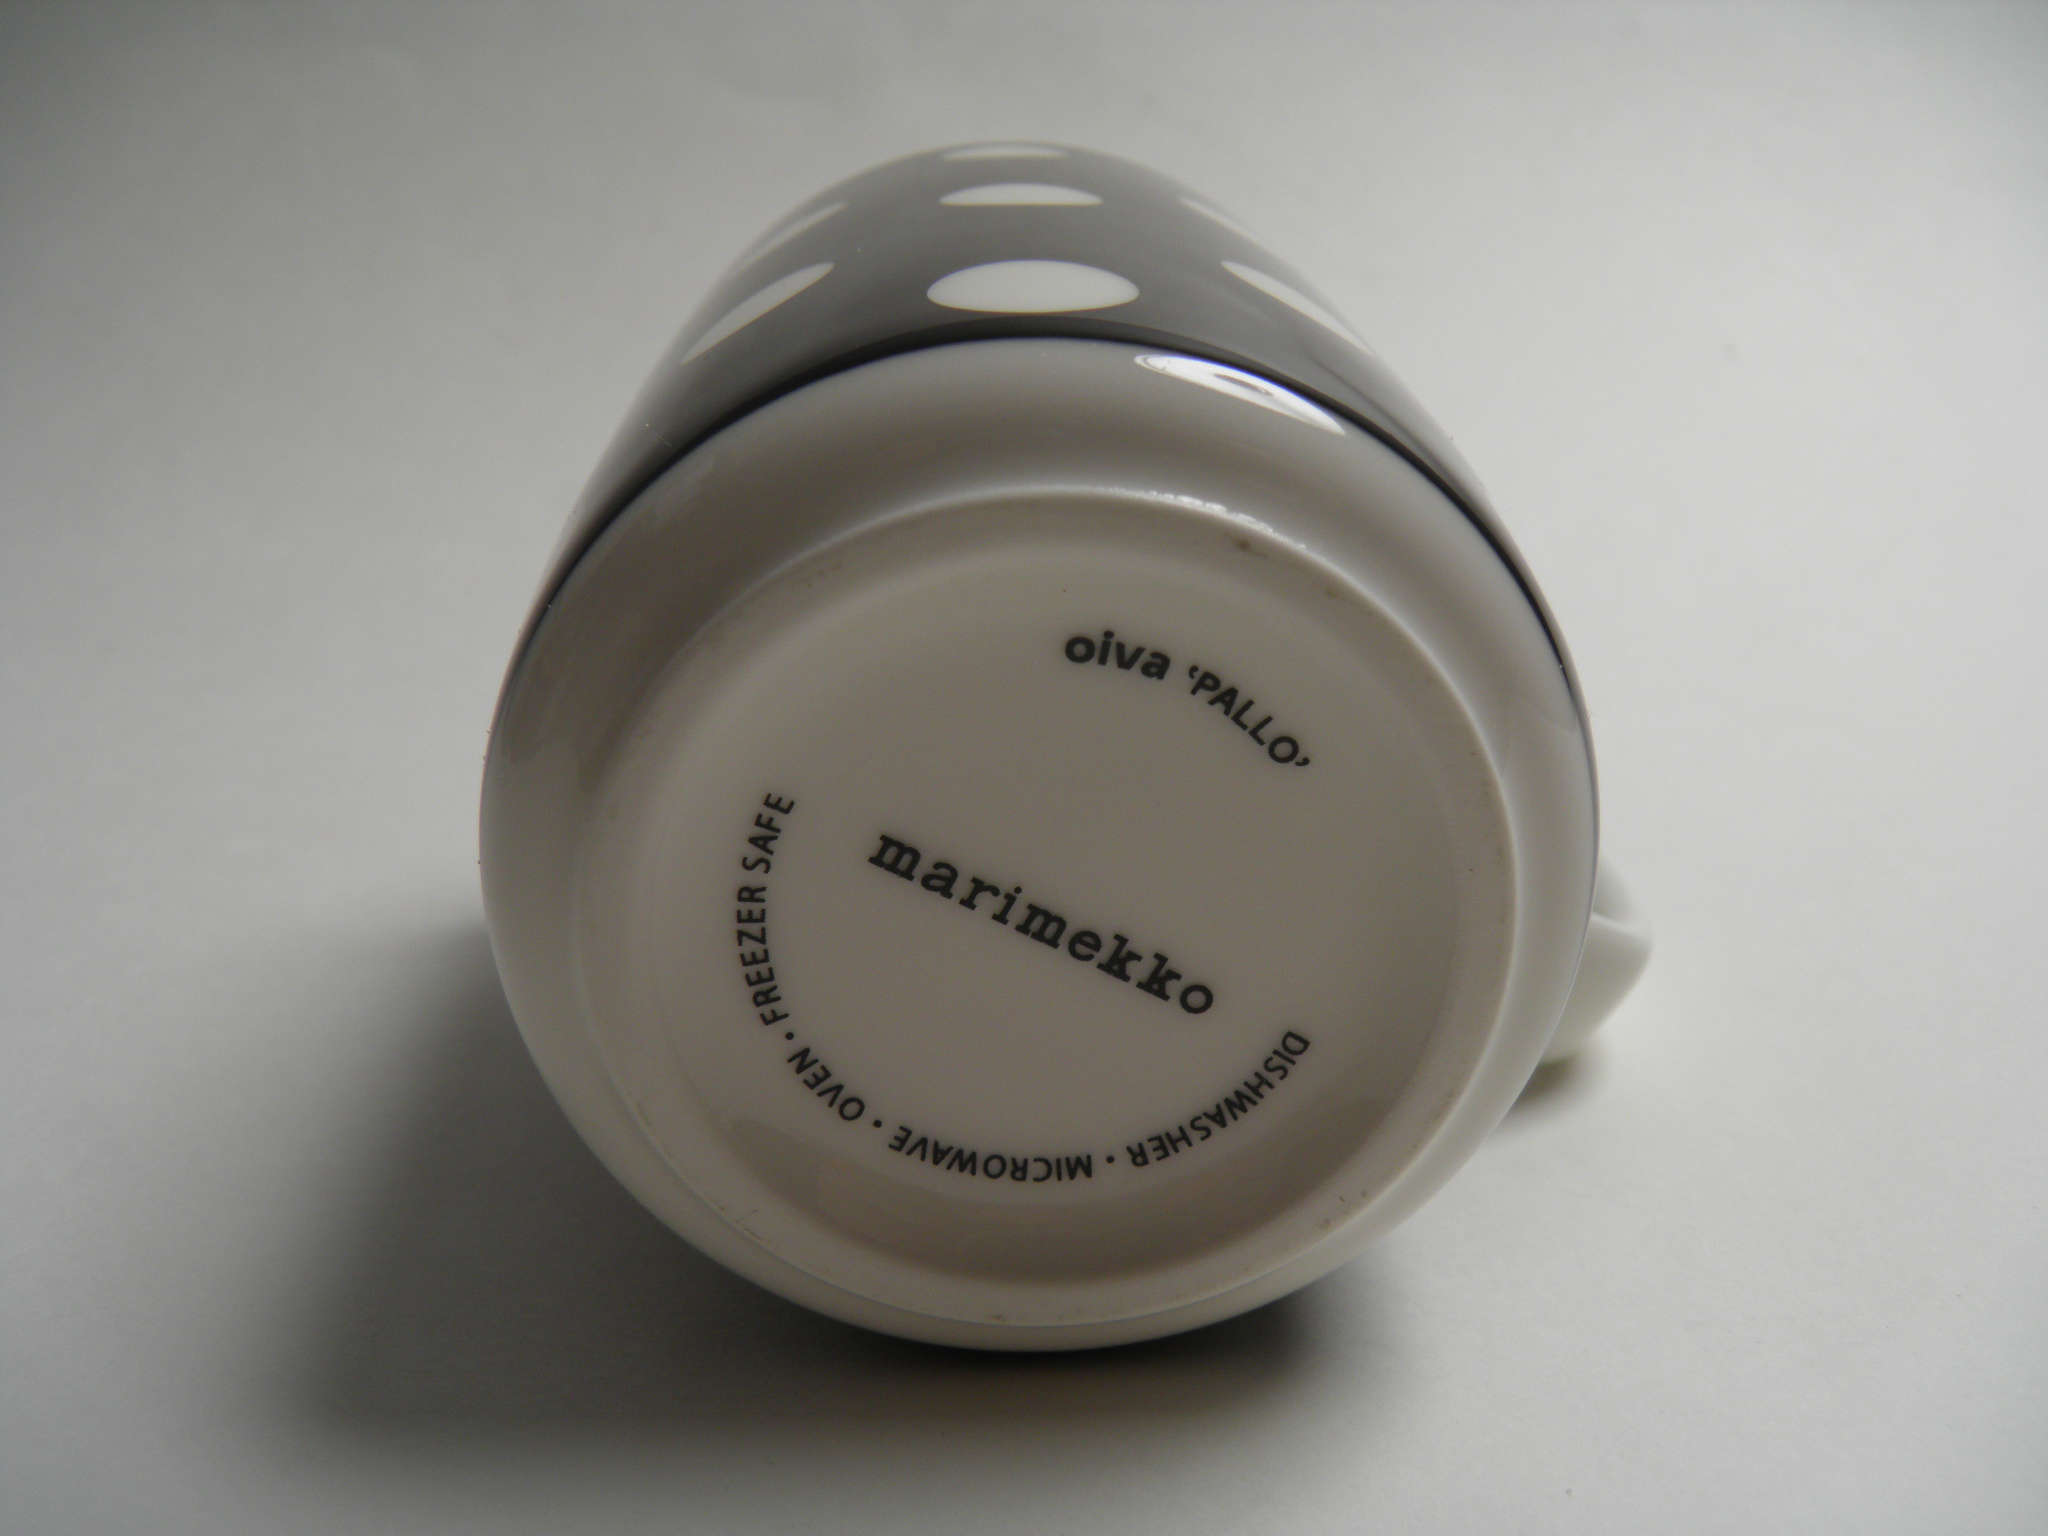 oiva ‘PALLO’
marimekko
DISHWASHER • MICROWAVE • OVEN • FREEZER SAFE